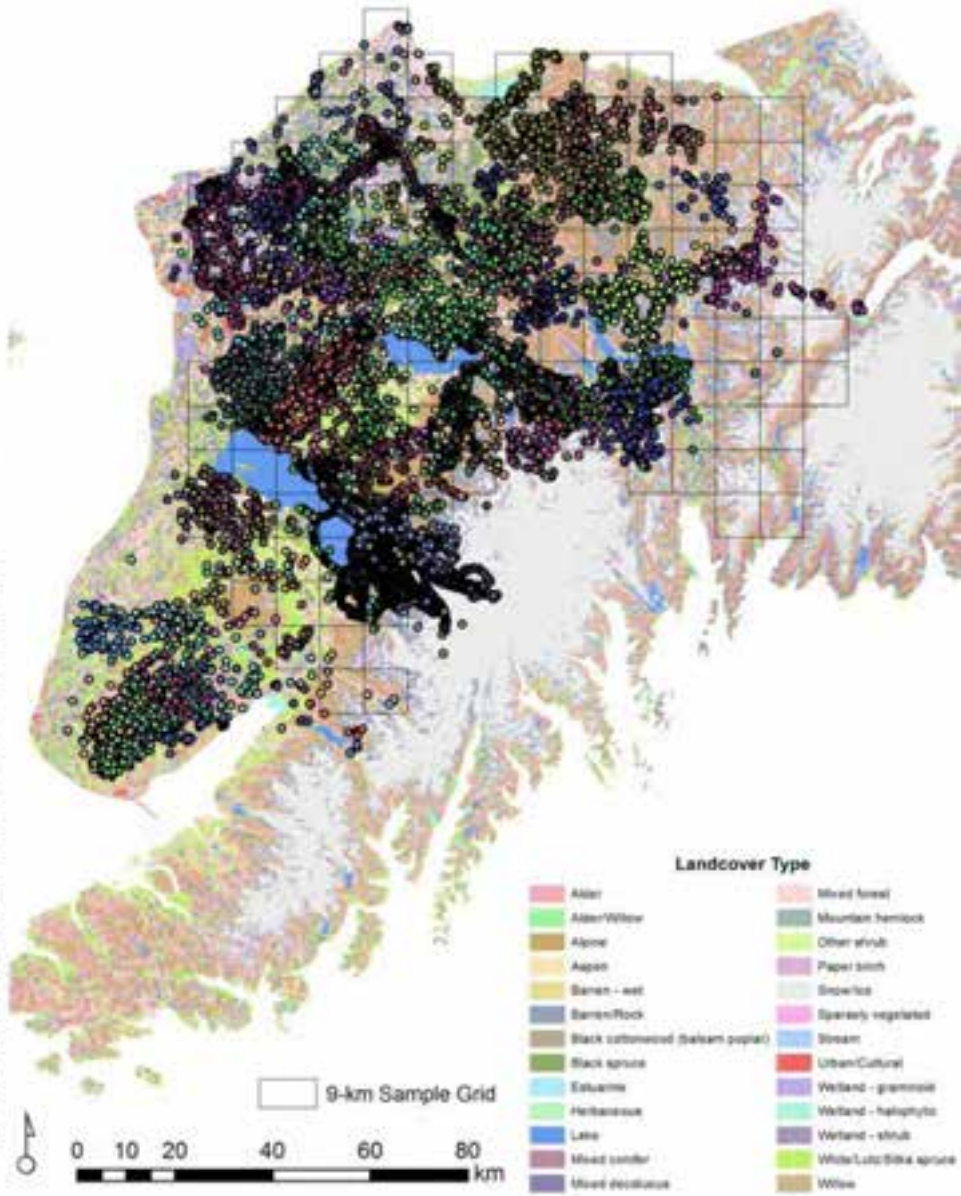 Landcover Type
Alder
Alder/Willow
Alpine
Aspen
Barren - wet
Barren/Rock
Black cottonwood (balsam poplar)
Black spruce
Estuarine
Herbaceous
Lake
Mixed conifer
Mixed deciduous
Mixed forest
Mountain hemlock
Other shrub
Paper birch
Snow/Ice
Sparsely vegetated
Stream
Urban/Cultural
Wetland - graminoid
Wetland - halophytic
Wetland - shrub
White/Lutz/Sitka spruce
Willow
9-km Sample Grid
0 10 20 40 60 80
km